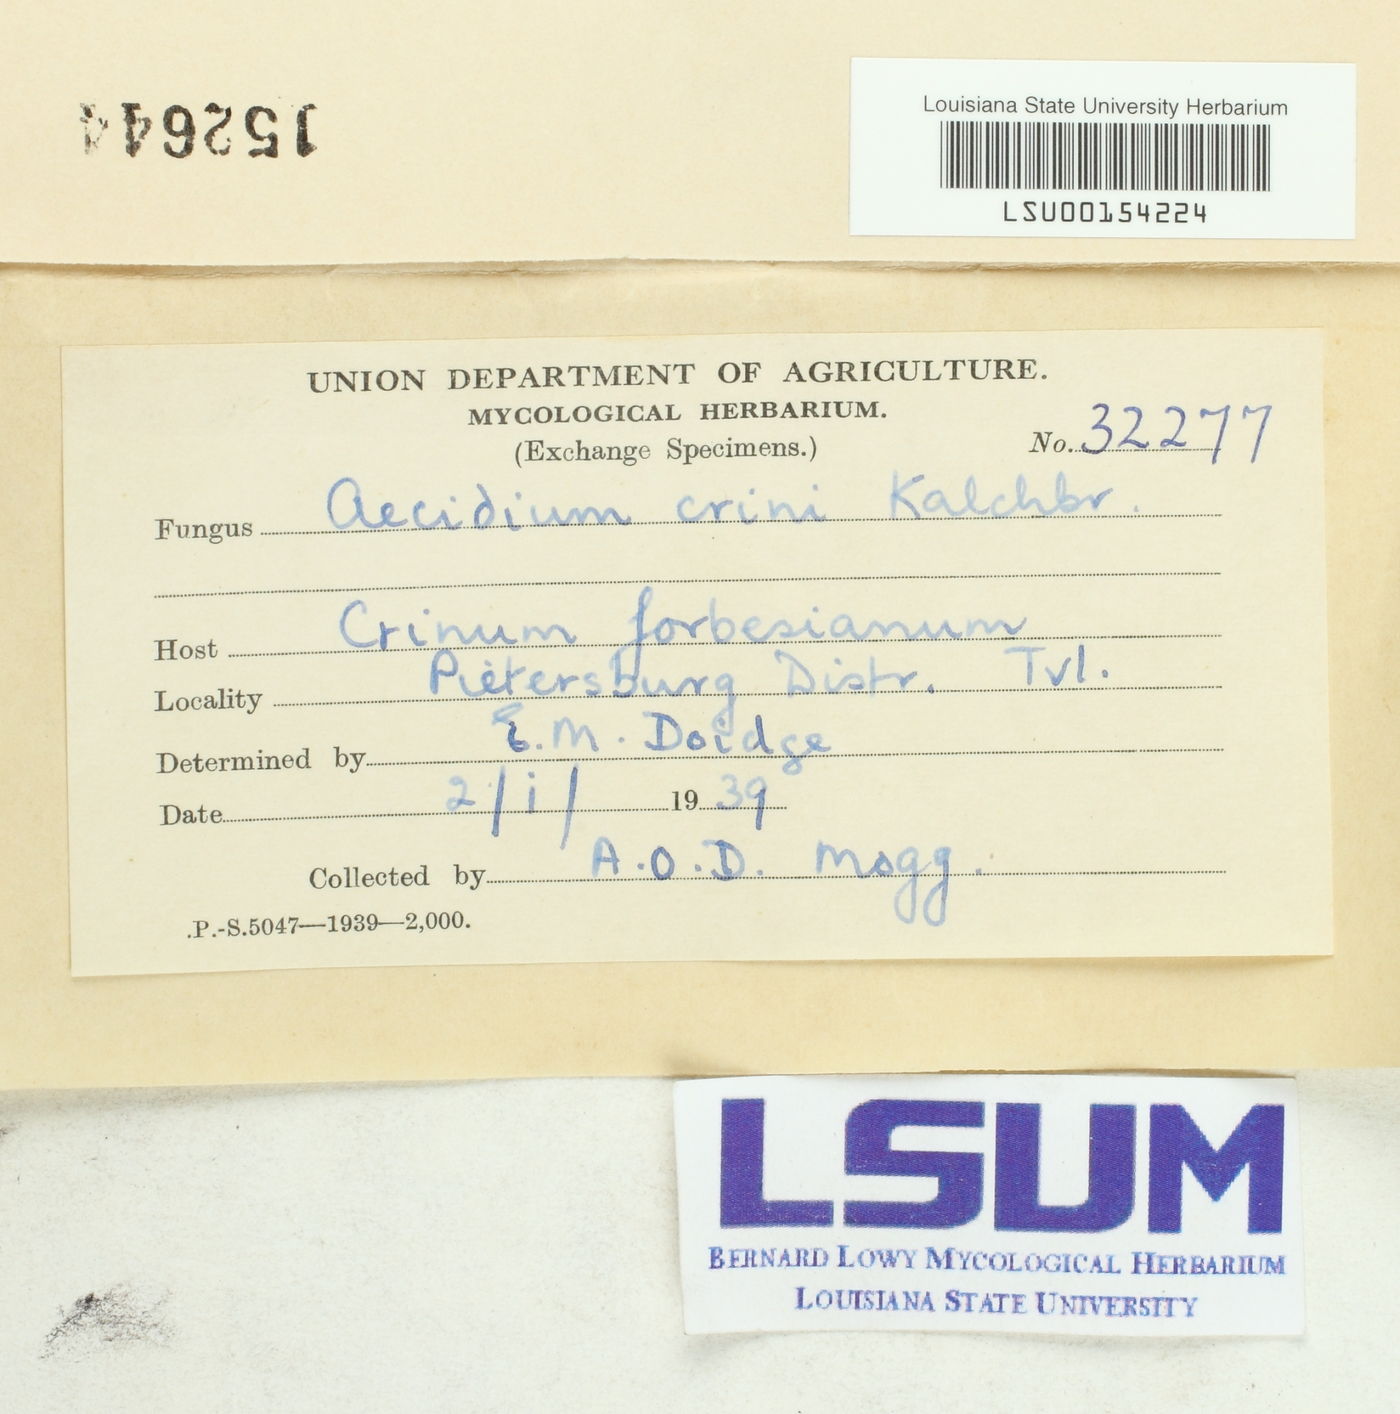 152644
Louisiana State University Herbarium
LSU00154224
UNION DEPARTMENT OF AGRICULTURE.
MYCOLOGICAL HERBARIUM.
(Exchange Specimens.)
No. 32277
Fungus Aecidium crini Kalchbr.
Host Crinum forbesianum
Locality Pietersburg Distr. Tvl.
Determined by E.M. Doidge
Date 2/i/ 1939
Collected by A.O.D. Mogg.
.P.-S.5047—1939—2,000.
LSUM
BERNARD LOWY MYCOLOGICAL HERBARIUM
LOUISIANA STATE UNIVERSITY